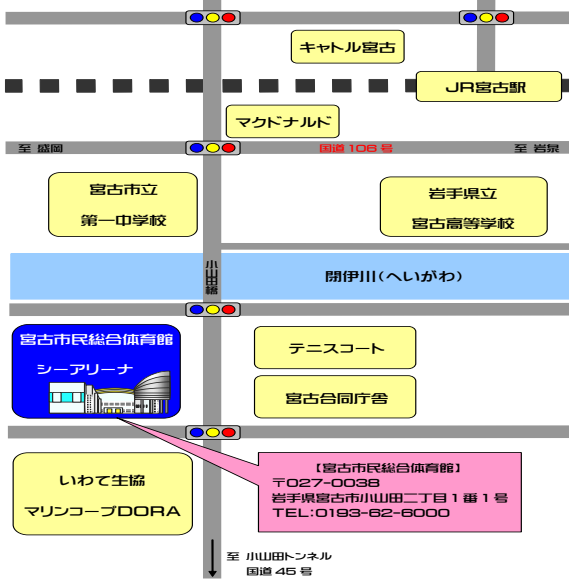 キャトル宮古
JR宮古駅
マクドナルド
至 盛岡
国道106号
至 岩泉
宮古市立
第一中学校
岩手県立
宮古高等学校
小山田橋
閉伊川(へいがわ)
宮古市民総合体育館
シーアリーナ
テニスコート
宮古合同庁舎
いわて生協
マリンコープDORA
【宮古市民総合体育館】
〒027-0038
岩手県宮古市小山田二丁目1番1号
TEL:0193-62-6000
至 小山田トンネル
国道45号